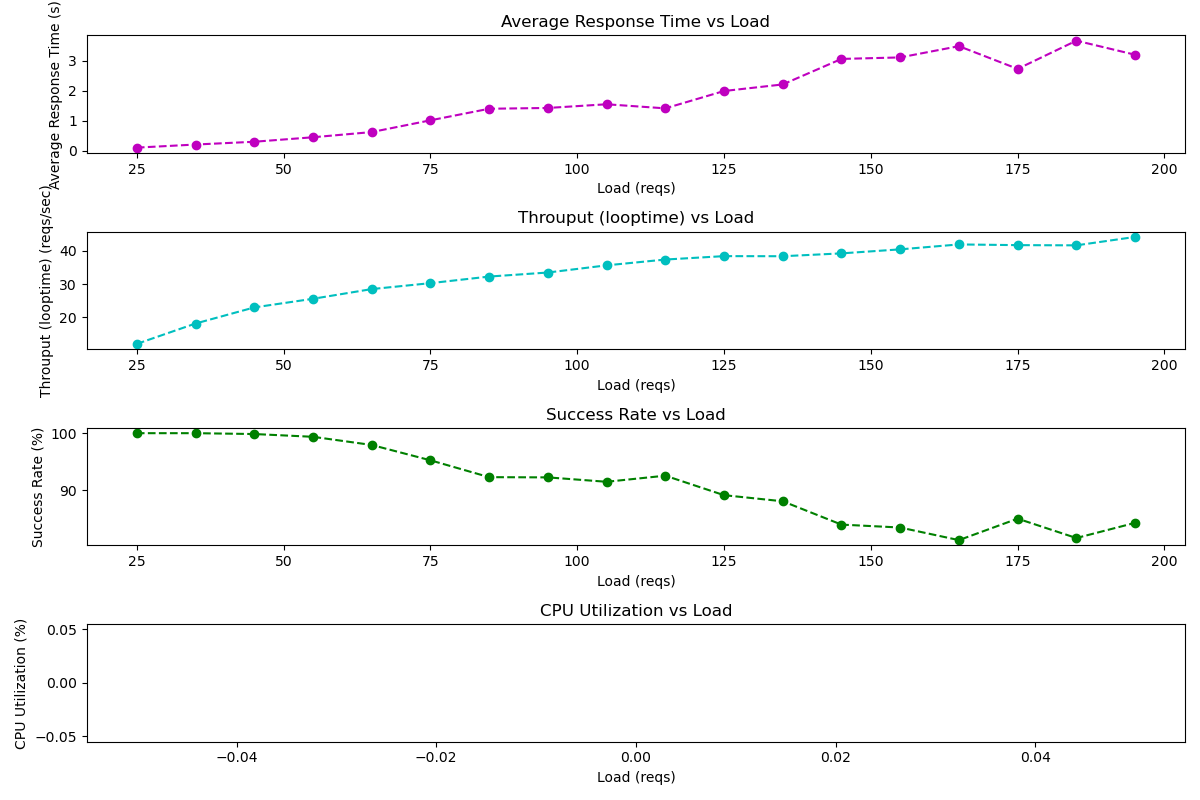 Average Response Time vs Load
Average Response Time (s)
3
2
1
0
25 50 75 100 125 150 175 200
Load (reqs)
Throuput (looptime) vs Load
Throuput (looptime) (reqs/sec)
40
30
20
25 50 75 100 125 150 175 200
Load (reqs)
Success Rate vs Load
Success Rate (%)
100
90
25 50 75 100 125 150 175 200
Load (reqs)
CPU Utilization vs Load
CPU Utilization (%)
0.05
0.00
−0.05
−0.04 −0.02 0.00 0.02 0.04
Load (reqs)